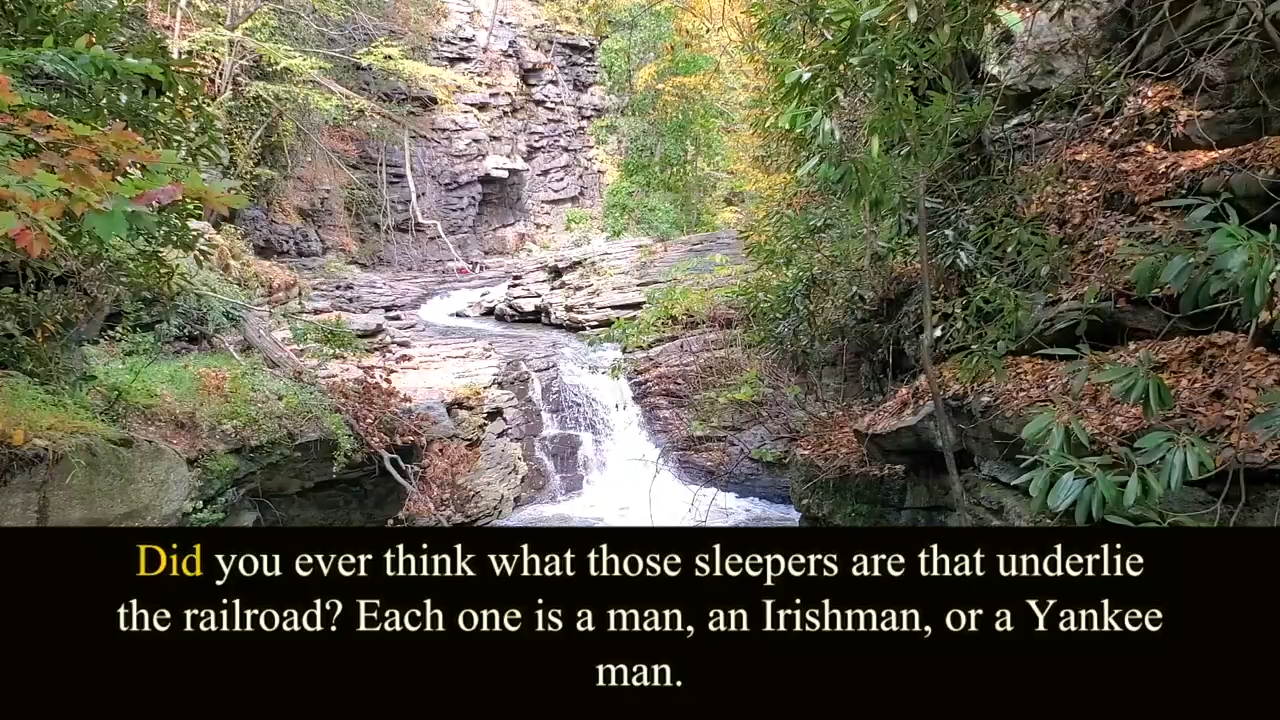 Did you ever think what those sleepers are that underlie
the railroad? Each one is a man, an Irishman, or a Yankee
man.